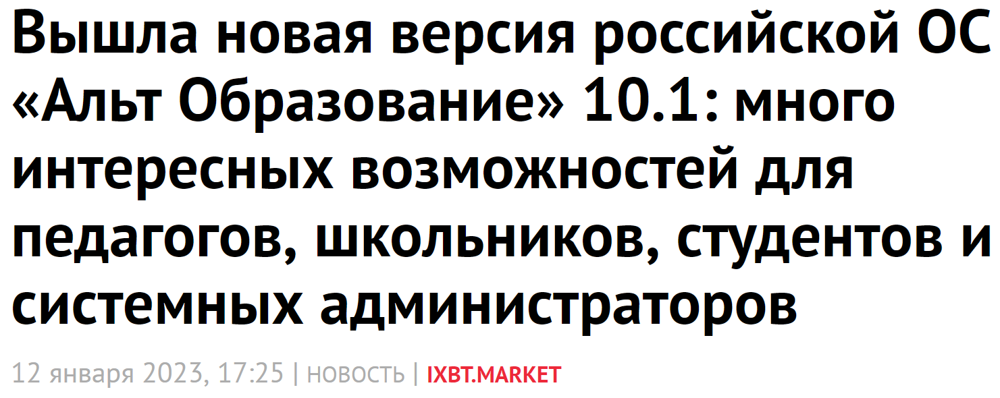 Вышла новая версия российской ОС
«Альт Образование» 10.1: много
интересных возможностей для
педагогов, школьников, студентов и
системных администраторов
12 января 2023, 17:25 | НОВОСТЬ | IXBT.MARKET